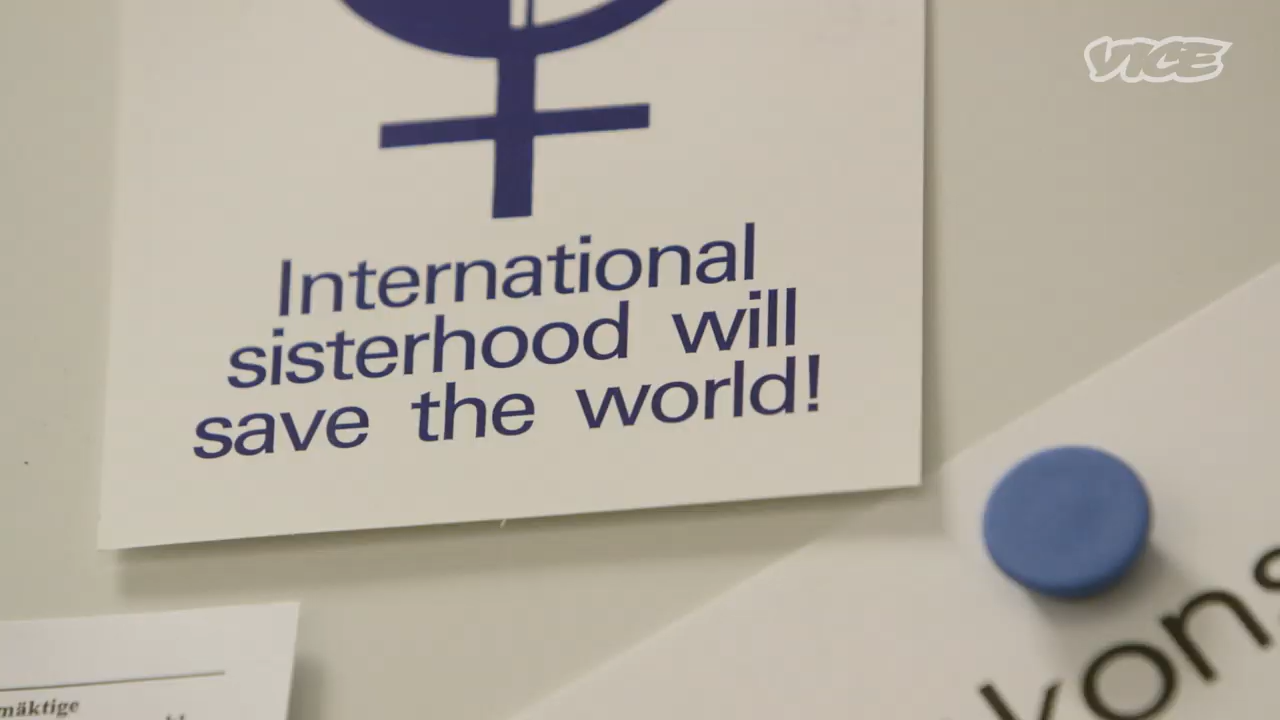 VICE
International
sisterhood will
save the world!
mäktige
kons